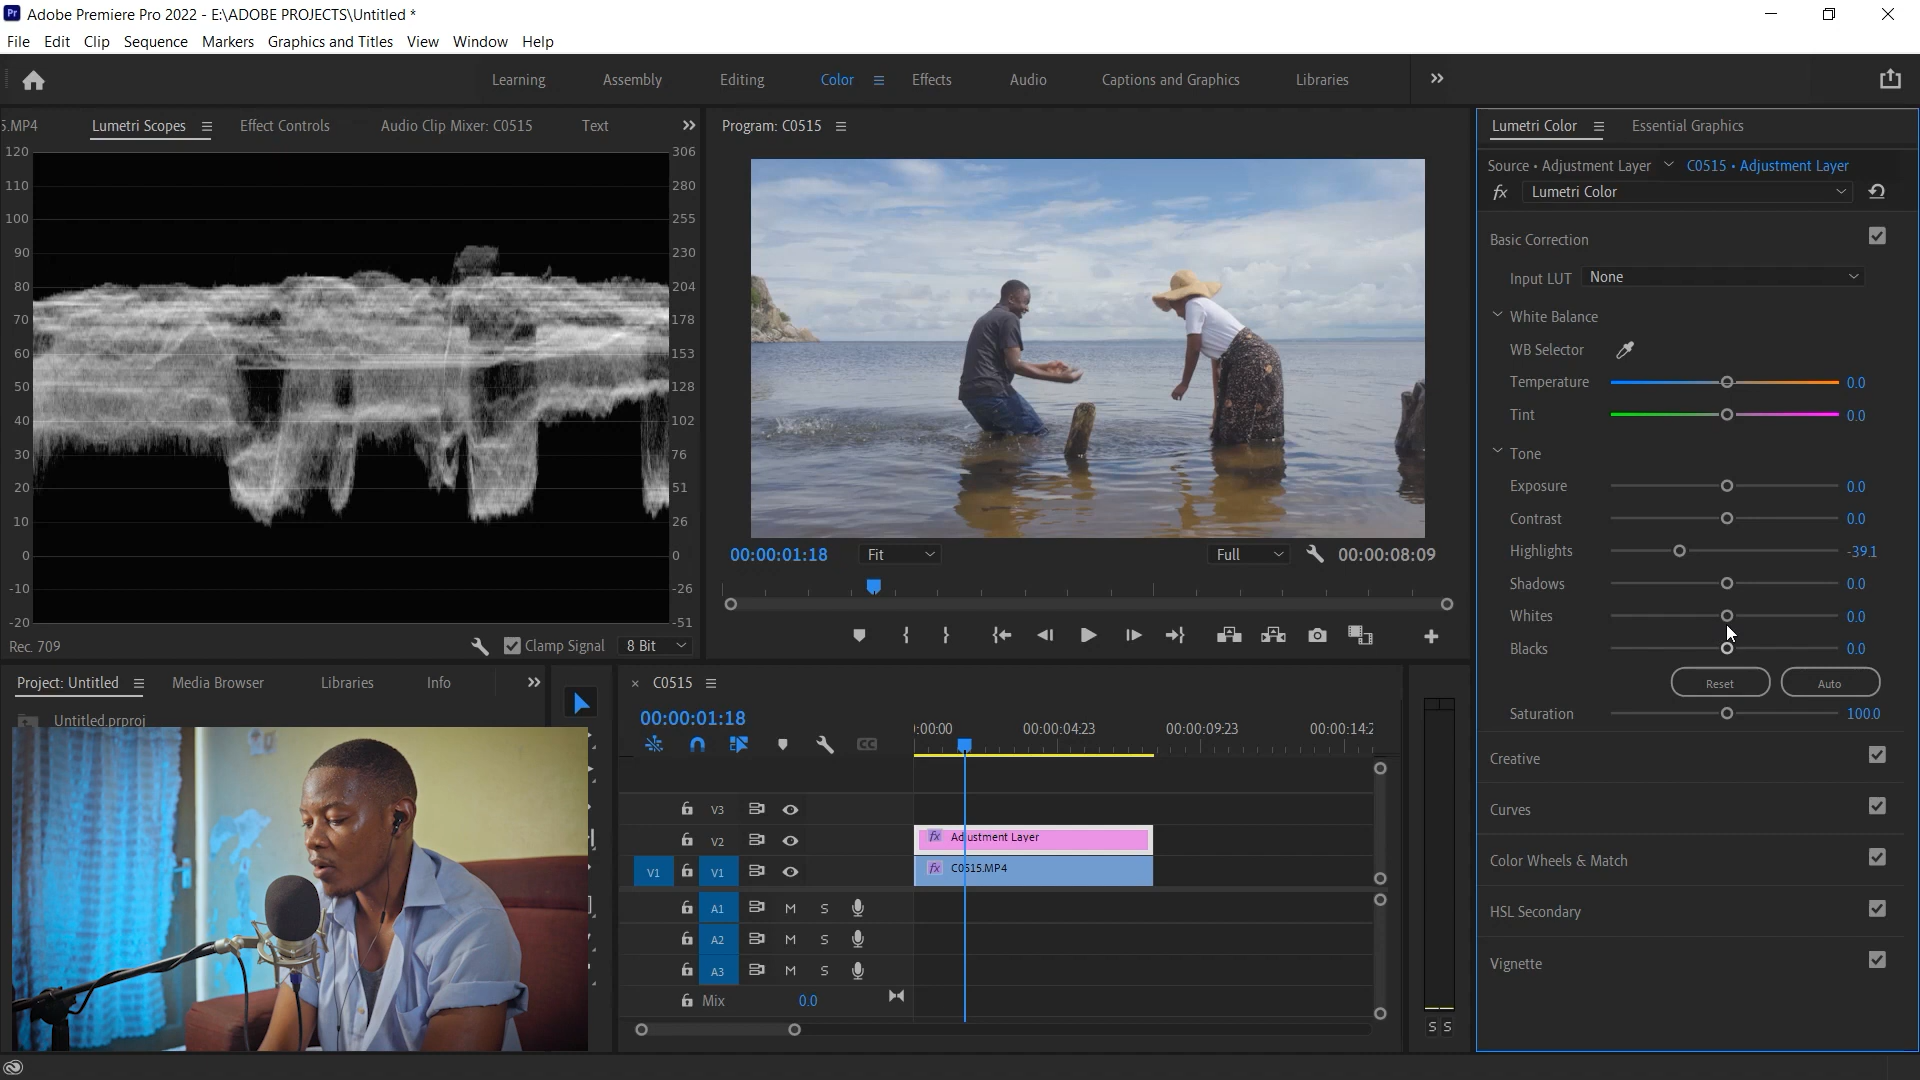 Pr Adobe Premiere Pro 2022 - E:\ADOBE PROJECTS\Untitled *
File Edit Clip Sequence Markers Graphics and Titles View Window Help
Learning Assembly Editing Color Effects Audio Captions and Graphics Libraries
5.MP4 Lumetri Scopes Effect Controls Audio Clip Mixer: C0515 Text
120 306
110 280
100 255
90 230
80 204
70 178
60 153
50 128
40 102
30 76
20 51
10 26
0 0
-10 -26
-20 -51
Rec. 709 Clamp Signal 8 Bit
Program: C0515
00:00:01:18 Fit Full 00:00:08:09
Lumetri Color Essential Graphics
Source • Adjustment Layer C0515 • Adjustment Layer
fx Lumetri Color
Basic Correction
Input LUT None
White Balance
WB Selector
Temperature 0.0
Tint 0.0
Tone
Exposure 0.0
Contrast 0.0
Highlights -39.1
Shadows 0.0
Whites 0.0
Blacks 0.0
Reset Auto
Saturation 100.0
Creative
Curves
Color Wheels & Match
HSL Secondary
Vignette
Project: Untitled Media Browser Libraries Info
Untitled.prproj
× C0515
00:00:01:18
:00:00 00:00:04:23 00:00:09:23 00:00:14:2
V3
V2 fx Adjustment Layer
V1 V1 fx C0515.MP4
A1 M S
A2 M S
A3 M S
Mix 0.0
S S